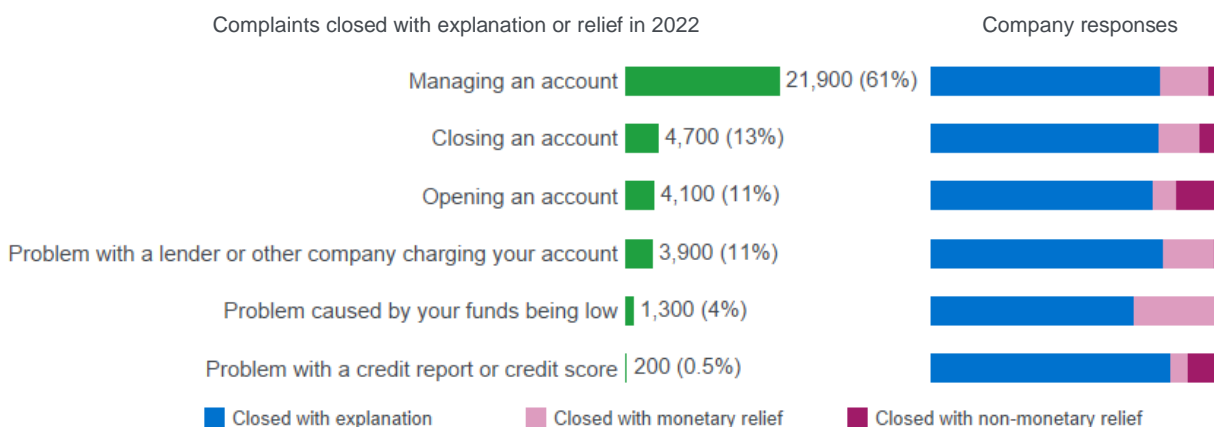 Complaints closed with explanation or relief in 2022 Company responses
Managing an account 21,900 (61%)
Closing an account 4,700 (13%)
Opening an account 4,100 (11%)
Problem with a lender or other company charging your account 3,900 (11%)
Problem caused by your funds being low 1,300 (4%)
Problem with a credit report or credit score 200 (0.5%)
Closed with explanation Closed with monetary relief Closed with non-monetary relief